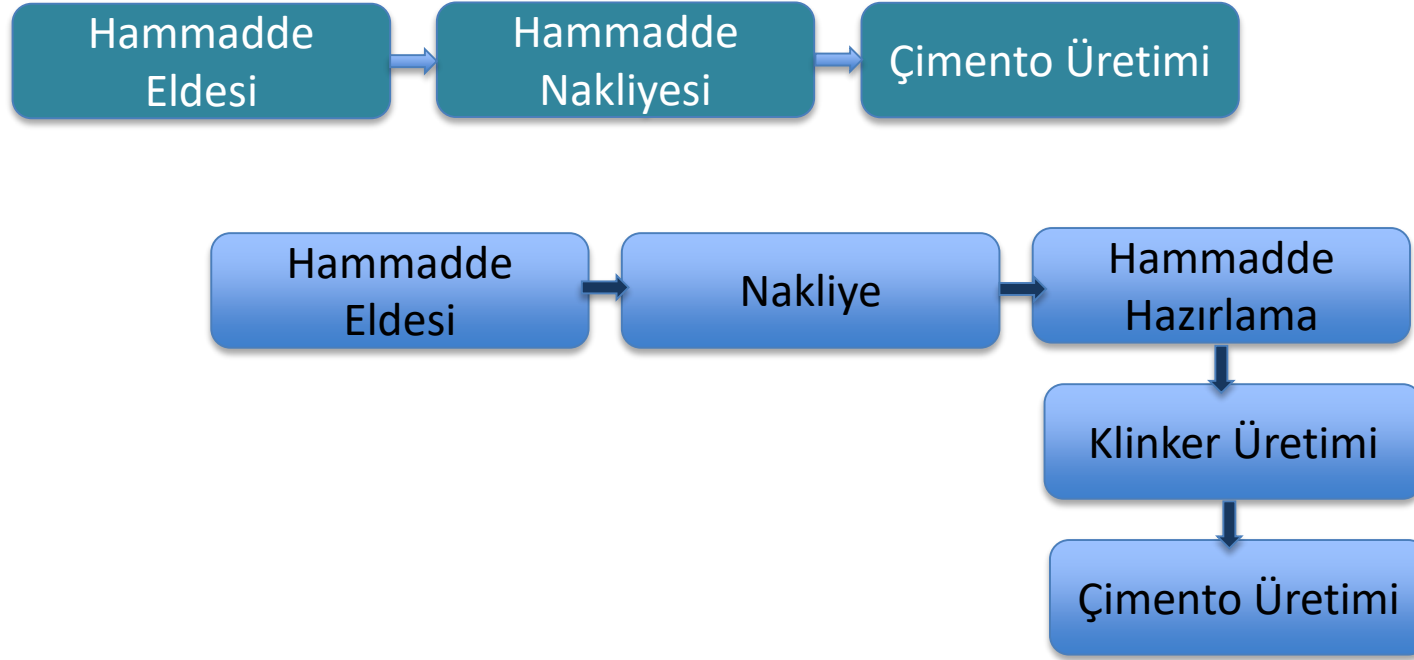 Hammadde
Eldesi
Hammadde
Nakliyesi
Çimento Üretimi
Hammadde
Eldesi
Nakliye
Hammadde
Hazırlama
Klinker Üretimi
Çimento Üretimi